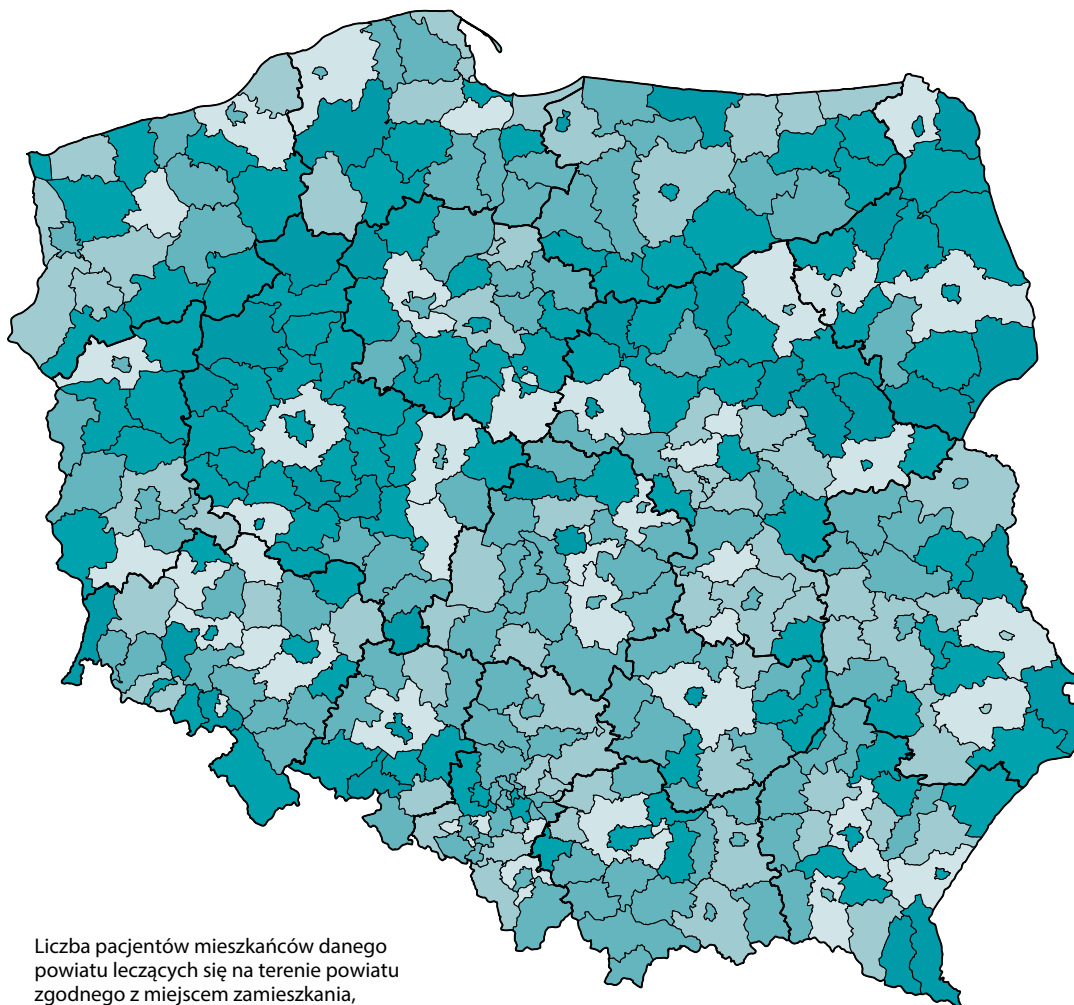 Liczba pacjentów mieszkańców danego
powiatu leczących się na terenie powiatu
zgodnego z miejscem zamieszkania,